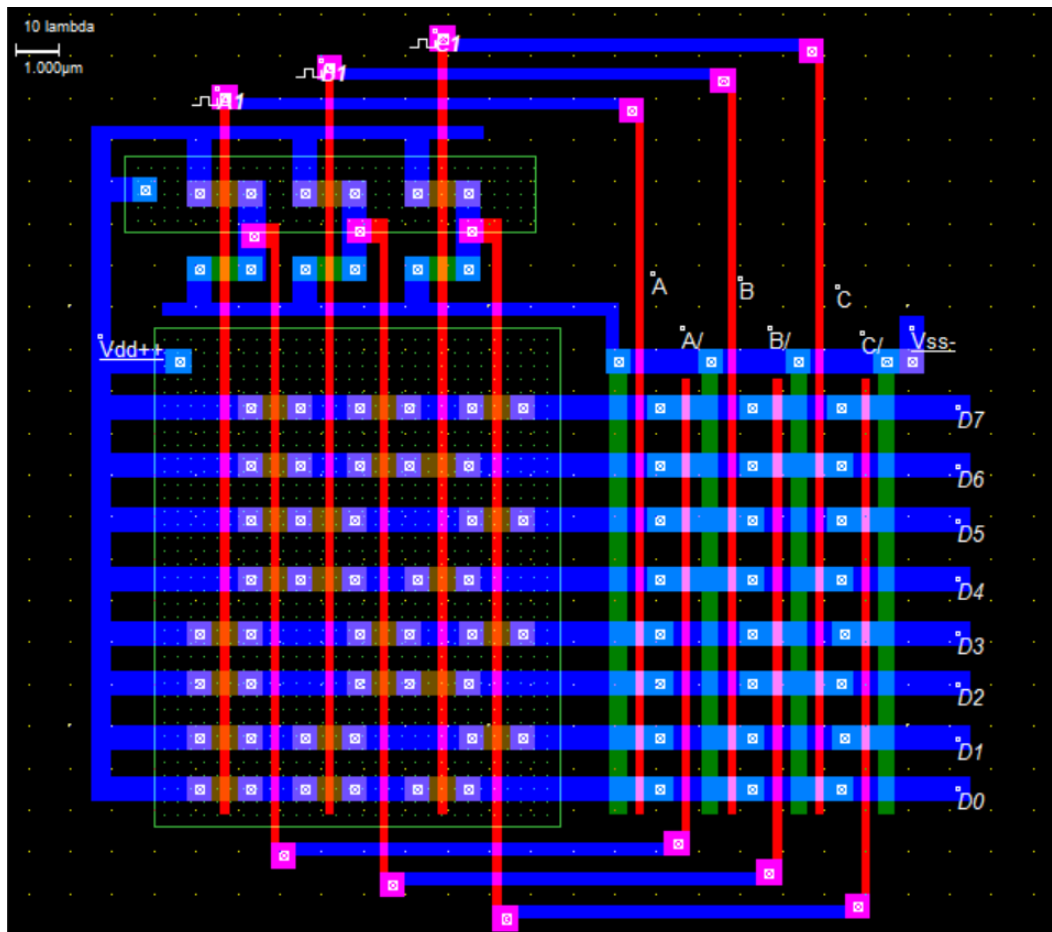 10 lambda
1.000µm
C1
B1
A1
A
B
C
Vdd++
A/
B/
C/
Vss-
D7
D6
D5
D4
D3
D2
D1
D0